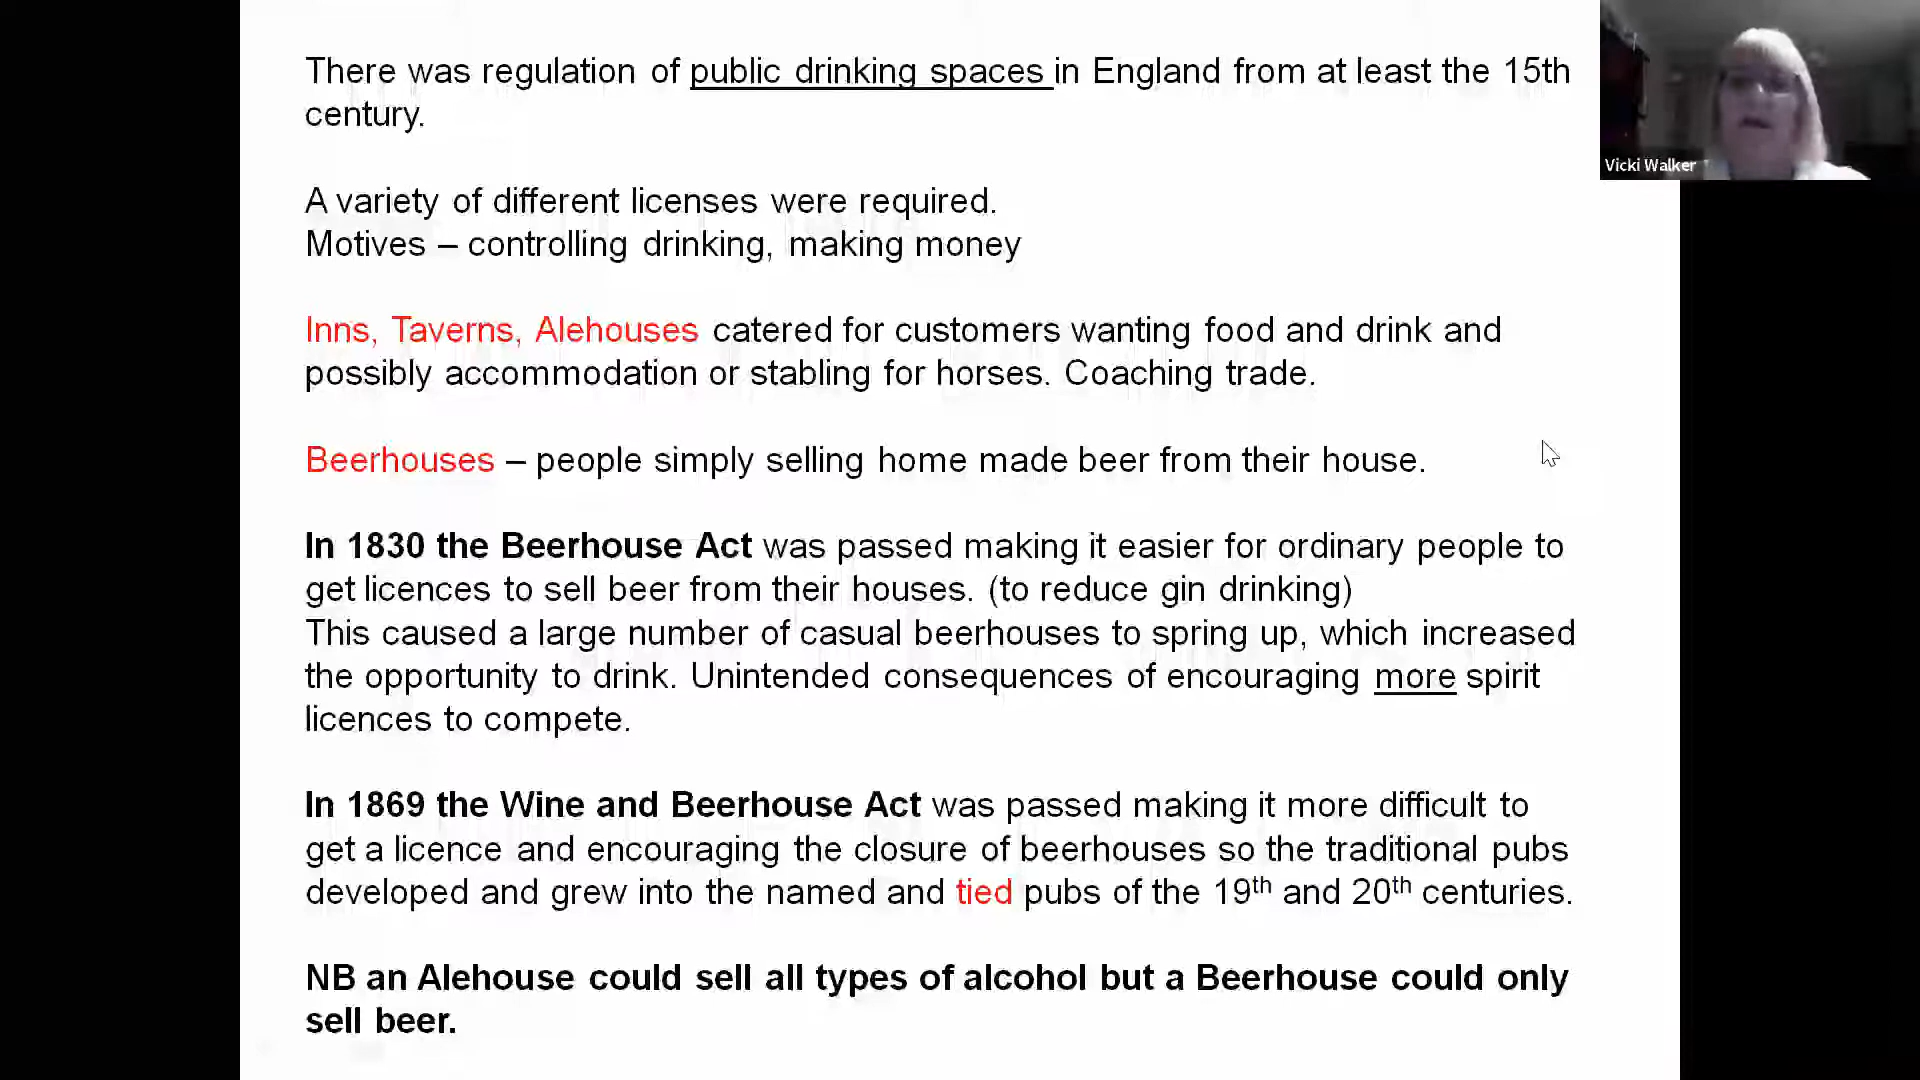 There was regulation of public drinking spaces in England from at least the 15th
century.
A variety of different licenses were required.
Motives – controlling drinking, making money
Inns, Taverns, Alehouses catered for customers wanting food and drink and
possibly accommodation or stabling for horses. Coaching trade.
Beerhouses – people simply selling home made beer from their house.
In 1830 the Beerhouse Act was passed making it easier for ordinary people to
get licences to sell beer from their houses. (to reduce gin drinking)
This caused a large number of casual beerhouses to spring up, which increased
the opportunity to drink. Unintended consequences of encouraging more spirit
licences to compete.
In 1869 the Wine and Beerhouse Act was passed making it more difficult to
get a licence and encouraging the closure of beerhouses so the traditional pubs
developed and grew into the named and tied pubs of the 19th and 20th centuries.
NB an Alehouse could sell all types of alcohol but a Beerhouse could only
sell beer.
Vicki Walker